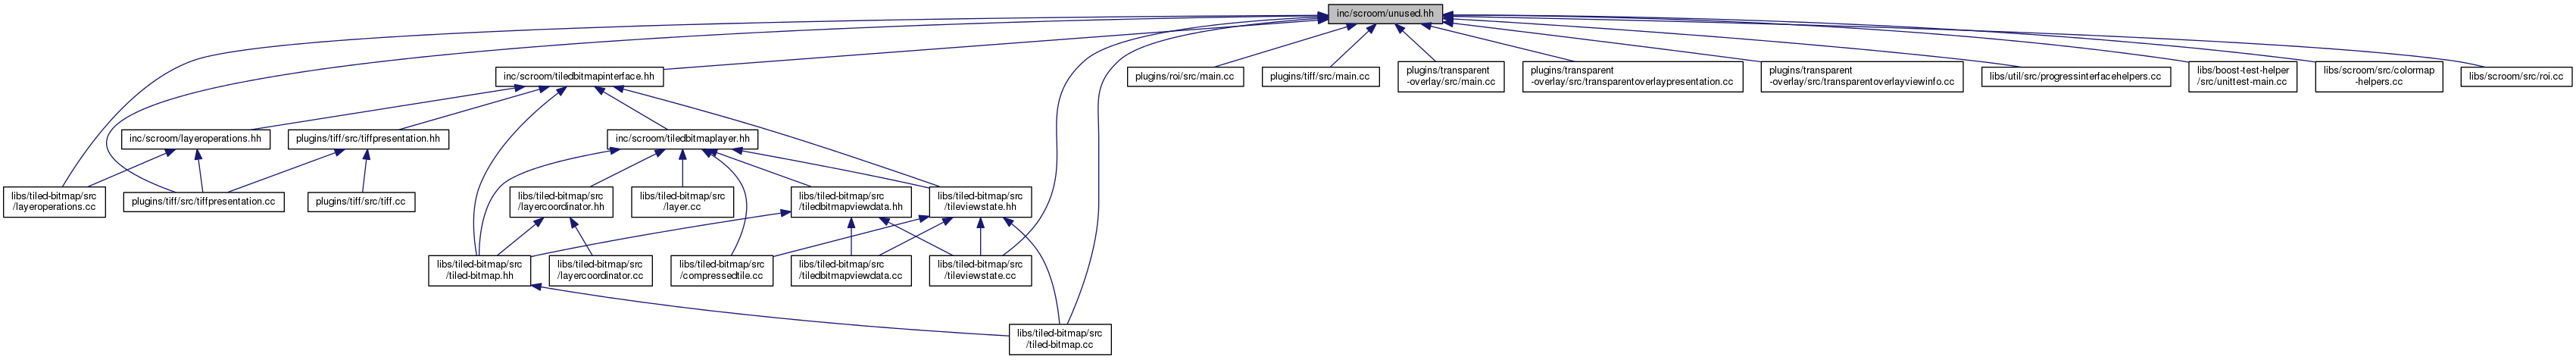 inc/scroom/unused.hh
inc/scroom/tiledbitmapinterface.hh
plugins/roi/src/main.cc
plugins/tiff/src/main.cc
plugins/transparent
-overlay/src/main.cc
plugins/transparent
-overlay/src/transparentoverlaypresentation.cc
plugins/transparent
-overlay/src/transparentoverlayviewinfo.cc
libs/util/src/progressinterfacehelpers.cc
libs/boost-test-helper
/src/unittest-main.cc
libs/scroom/src/colormap
-helpers.cc
libs/scroom/src/roi.cc
inc/scroom/layeroperations.hh
plugins/tiff/src/tiffpresentation.hh
inc/scroom/tiledbitmaplayer.hh
libs/tiled-bitmap/src
/layeroperations.cc
plugins/tiff/src/tiffpresentation.cc
plugins/tiff/src/tiff.cc
libs/tiled-bitmap/src
/layercoordinator.hh
libs/tiled-bitmap/src
/layer.cc
libs/tiled-bitmap/src
/tiledbitmapviewdata.hh
libs/tiled-bitmap/src
/tileviewstate.hh
libs/tiled-bitmap/src
/tiled-bitmap.hh
libs/tiled-bitmap/src
/layercoordinator.cc
libs/tiled-bitmap/src
/compressedtile.cc
libs/tiled-bitmap/src
/tiledbitmapviewdata.cc
libs/tiled-bitmap/src
/tileviewstate.cc
libs/tiled-bitmap/src
/tiled-bitmap.cc